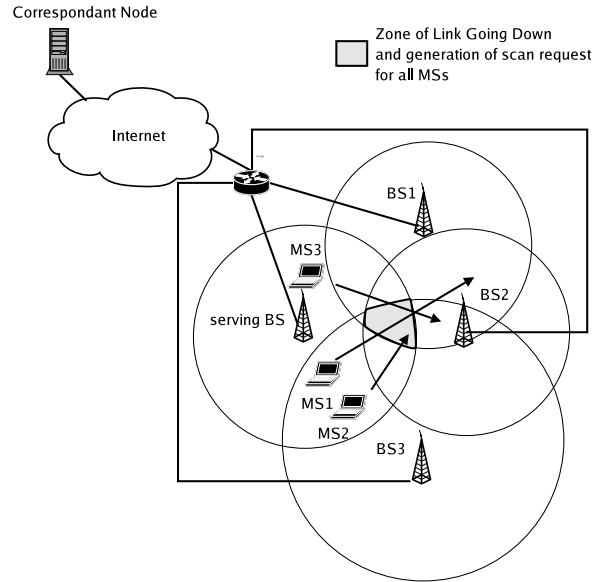 Correspondant Node
Zone of Link Going Down
and generation of scan request
for all MSs
Internet
BS1
MS3
BS2
serving BS
MS1
MS2
BS3